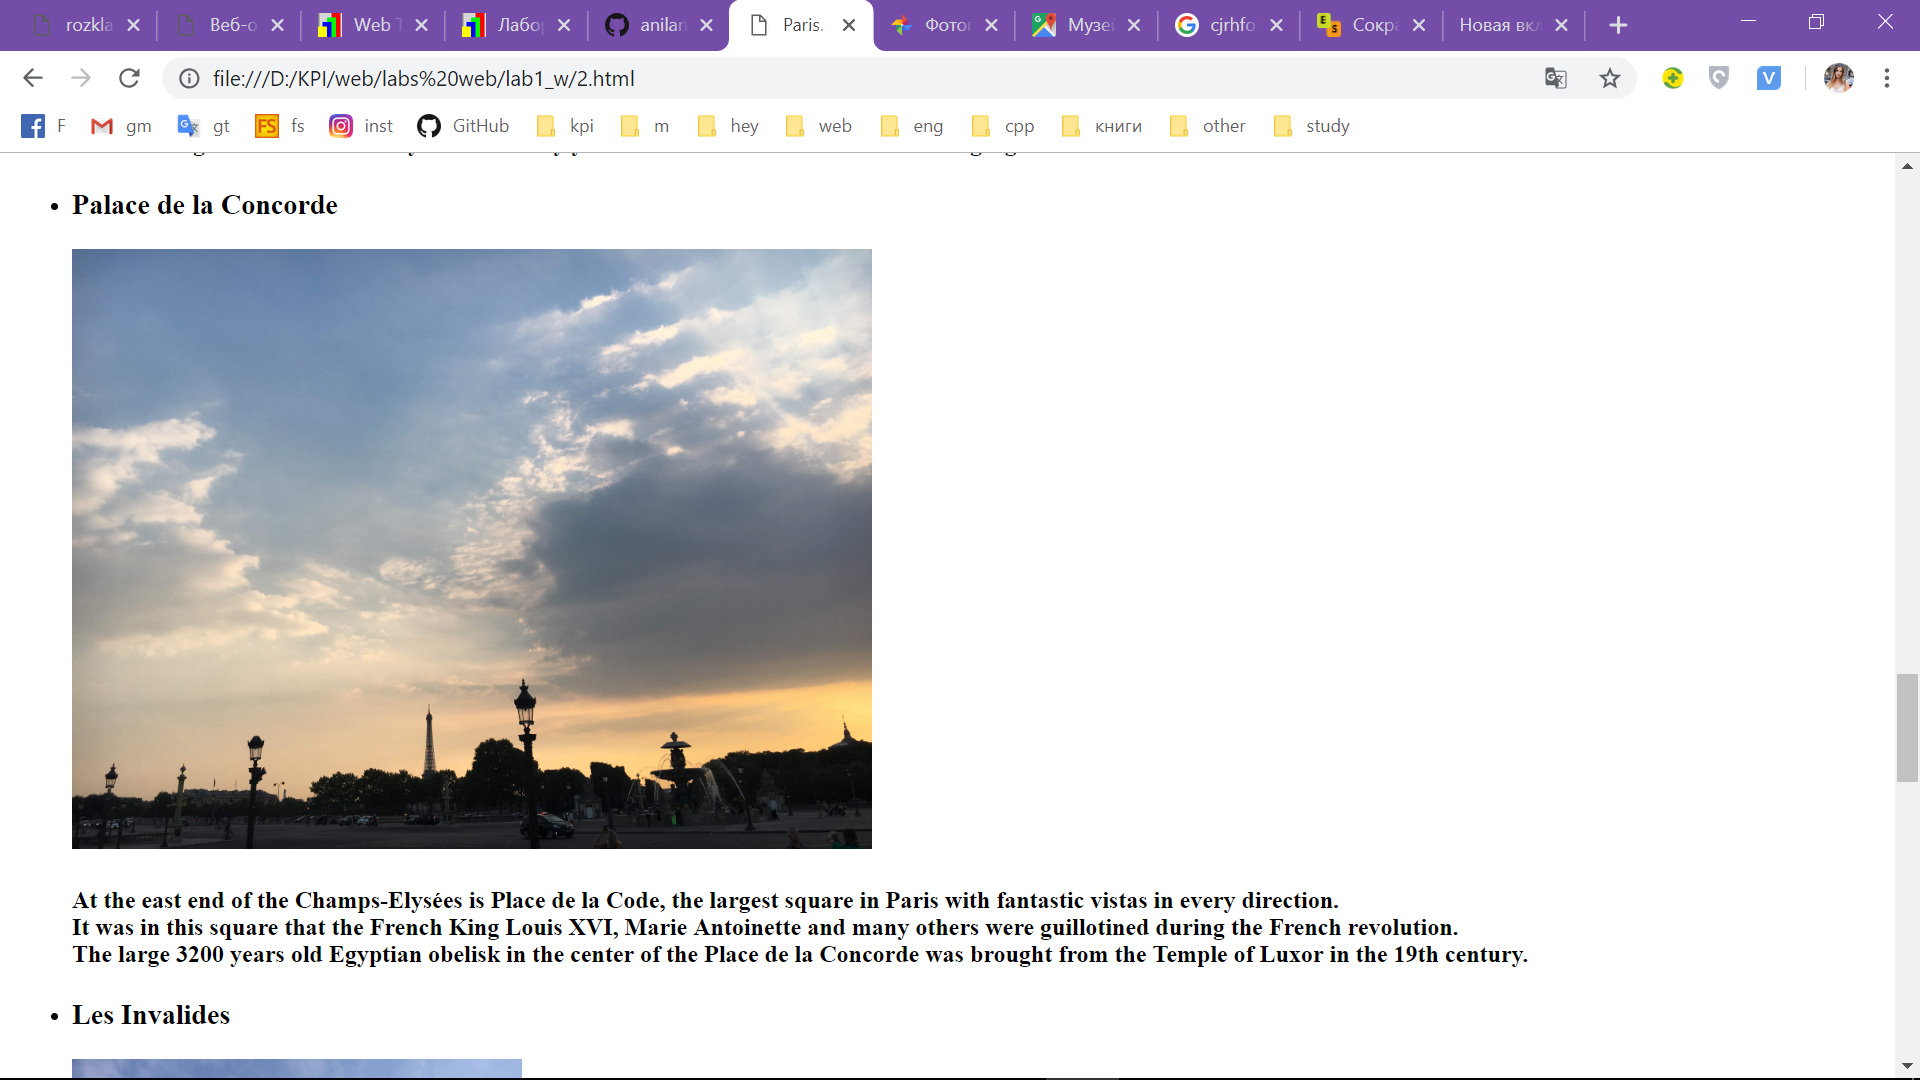 rozkla
Веб-о
Web
Лабо
anilan
Paris.
Фото
Музе
cjrhfo
Сокра
Новая вк
file:///D:/KPI/web/labs%20web/lab1_w/2.html
F gm gt fs inst GitHub kpi m hey web eng cpp книги other study
Palace de la Concorde
At the east end of the Champs-Elysées is Place de la Code, the largest square in Paris with fantastic vistas in every direction.
It was in this square that the French King Louis XVI, Marie Antoinette and many others were guillotined during the French revolution.
The large 3200 years old Egyptian obelisk in the center of the Place de la Concorde was brought from the Temple of Luxor in the 19th century.
Les Invalides